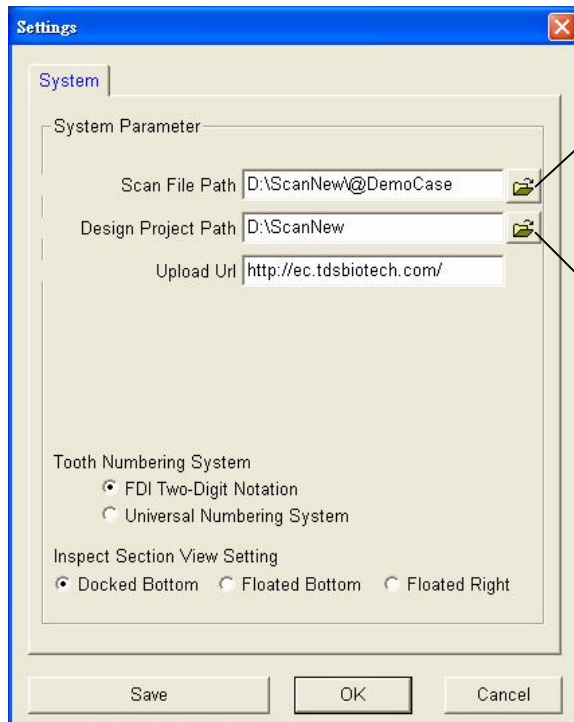 Settings
System
System Parameter
Scan File Path D:\ScanNew\@DemoCase
Design Project Path D:\ScanNew
Upload Url http://ec.tdsbiotech.com/
Tooth Numbering System
FDI Two-Digit Notation
Universal Numbering System
Inspect Section View Setting
Docked Bottom Floated Bottom Floated Right
Save OK Cancel